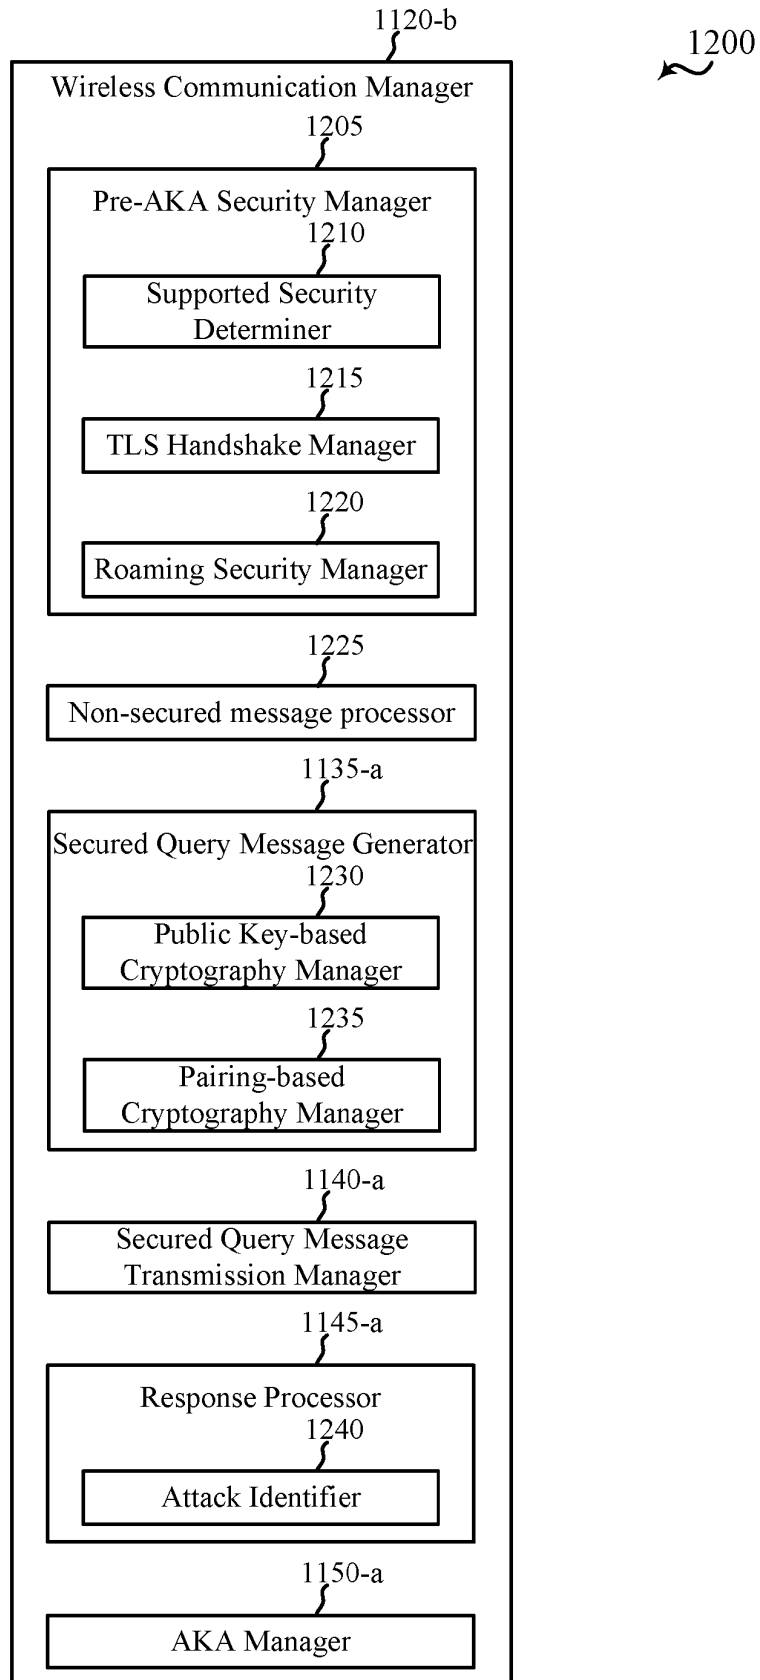 1120-b
1200
Wireless Communication Manager
1205
Pre-AKA Security Manager
1210
Supported Security
Determiner
1215
TLS Handshake Manager
1220
Roaming Security Manager
1225
Non-secured message processor
1135-a
Secured Query Message Generator
1230
Public Key-based
Cryptography Manager
1235
Pairing-based
Cryptography Manager
1140-a
Secured Query Message
Transmission Manager
1145-a
Response Processor
1240
Attack Identifier
1150-a
AKA Manager